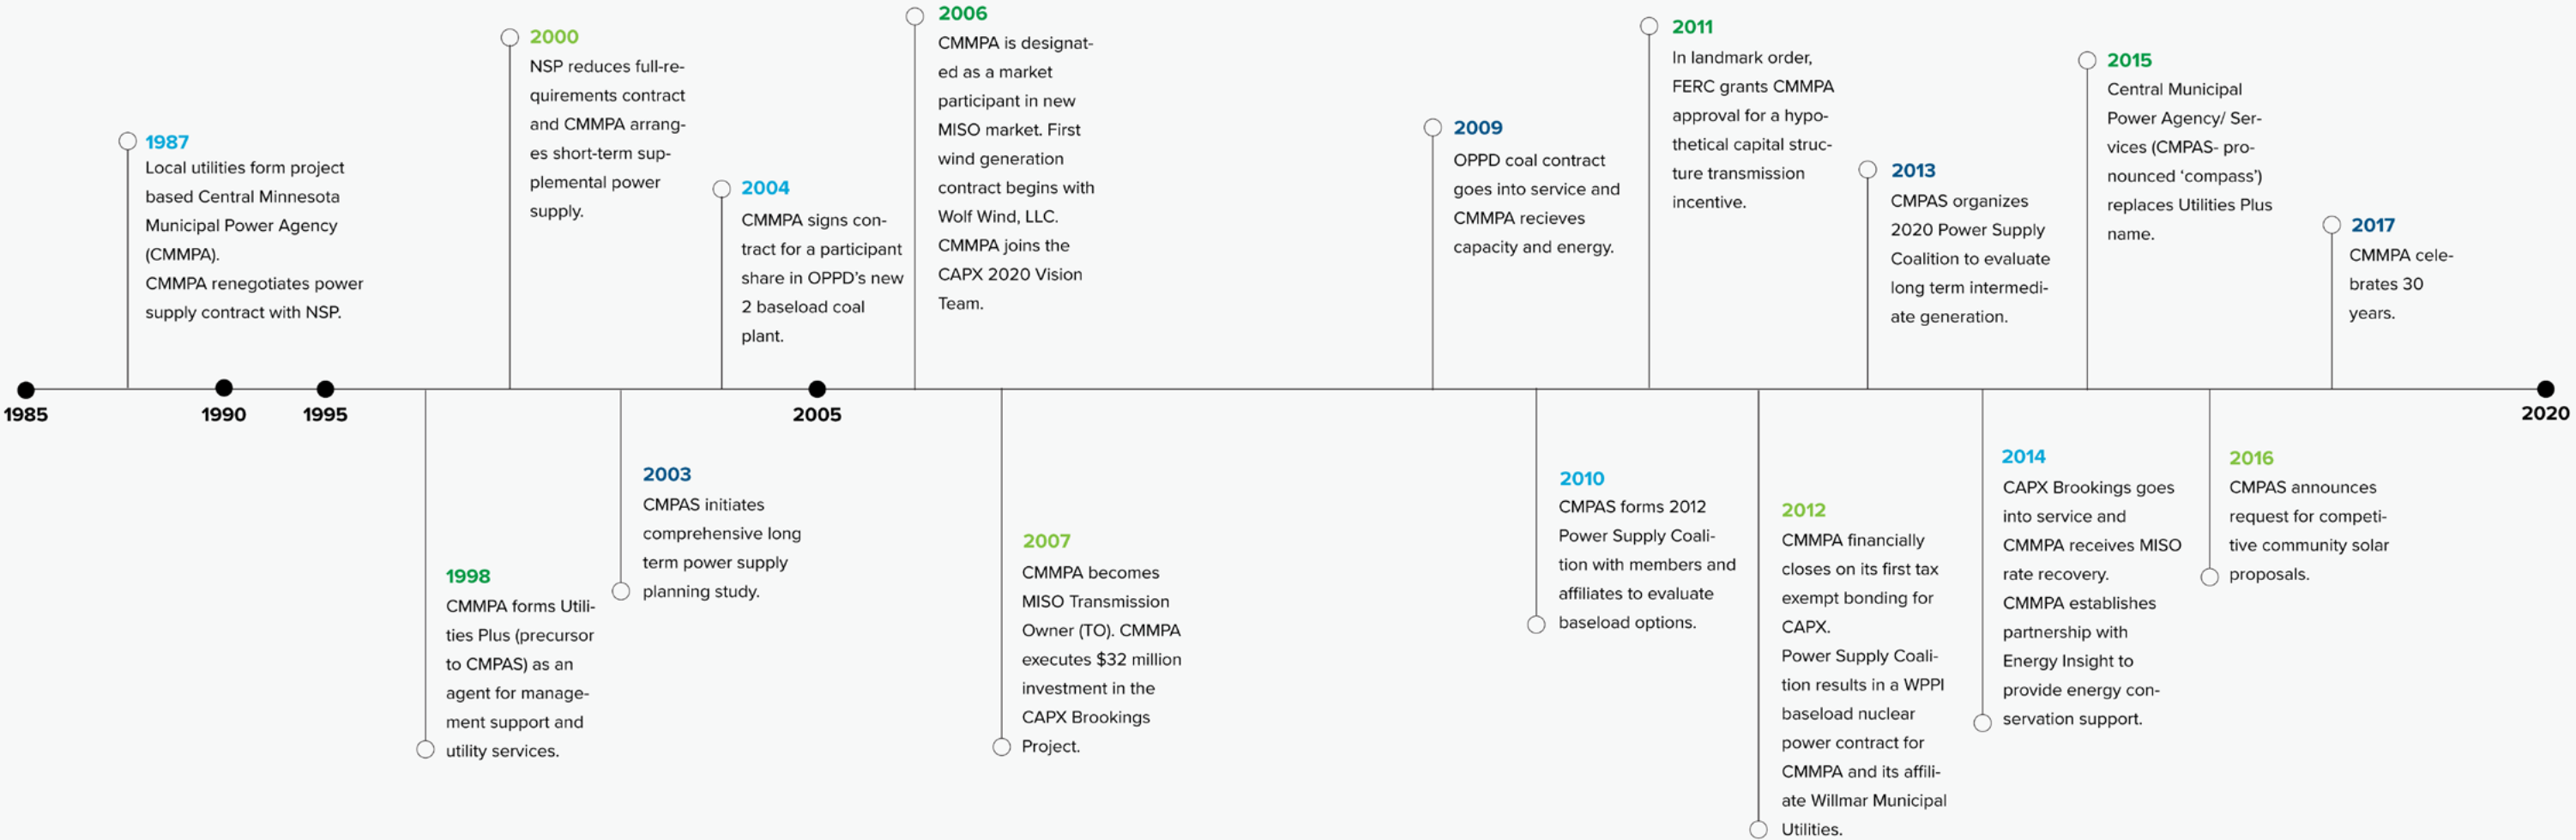 1987
Local utilities form project
based Central Minnesota
Municipal Power Agency
(CMMPA).
CMMPA renegotiates power
supply contract with NSP.
2000
NSP reduces full-re-
quirements contract
and CMMPA arrang-
es short-term sup-
plemental power
supply.
2004
CMMPA signs con-
tract for a participant
share in OPPD’s new
2 baseload coal
plant.
2006
CMMPA is designat-
ed as a market
participant in new
MISO market. First
wind generation
contract begins with
Wolf Wind, LLC.
CMMPA joins the
CAPX 2020 Vision
Team.
2009
OPPD coal contract
goes into service and
CMMPA recieves
capacity and energy.
2011
In landmark order,
FERC grants CMMPA
approval for a hypo-
thetical capital struc-
ture transmission
incentive.
2013
CMPAS organizes
2020 Power Supply
Coalition to evaluate
long term intermedi-
ate generation.
2015
Central Municipal
Power Agency/ Ser-
vices (CMPAS- pro-
nounced ‘compass’)
replaces Utilities Plus
name.
2017
CMMPA cele-
brates 30
years.
1985
1990
1995
2005
2020
1998
CMMPA forms Utili-
ties Plus (precursor
to CMPAS) as an
agent for manage-
ment support and
utility services.
2003
CMPAS initiates
comprehensive long
term power supply
planning study.
2007
CMMPA becomes
MISO Transmission
Owner (TO). CMMPA
executes $32 million
investment in the
CAPX Brookings
Project.
2010
CMPAS forms 2012
Power Supply Coali-
tion with members and
affiliates to evaluate
baseload options.
2012
CMMPA financially
closes on its first tax
exempt bonding for
CAPX.
Power Supply Coali-
tion results in a WPPI
baseload nuclear
power contract for
CMMPA and its affili-
ate Willmar Municipal
Utilities.
2014
CAPX Brookings goes
into service and
CMMPA receives MISO
rate recovery.
CMMPA establishes
partnership with
Energy Insight to
provide energy con-
servation support.
2016
CMPAS announces
request for competi-
tive community solar
proposals.